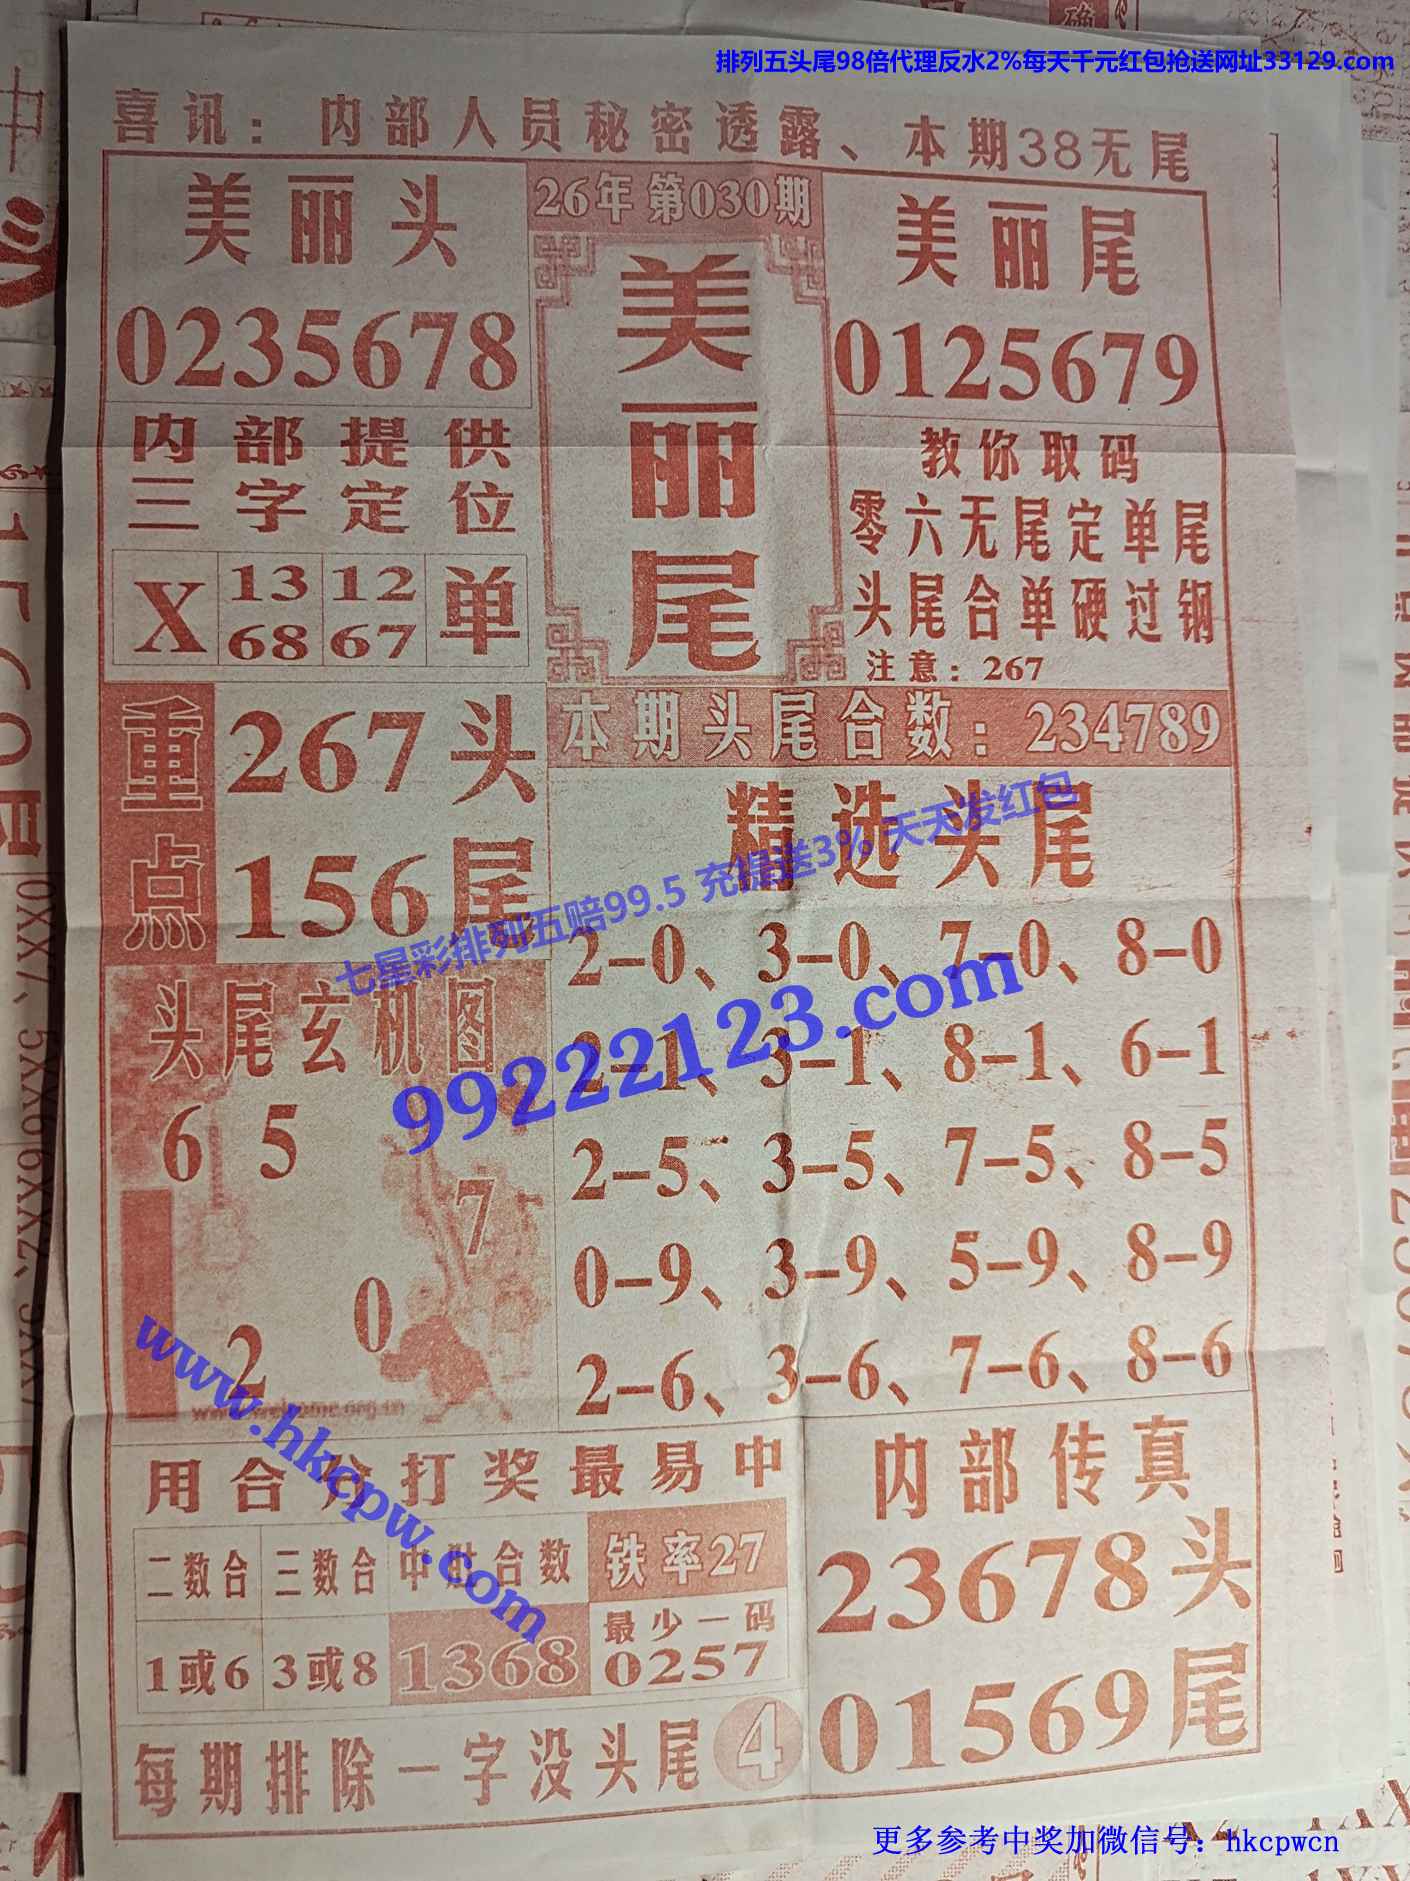 排列五头尾98倍代理反水2%每天千元红包抢送网址33129.com
喜讯：内部人员秘密透露、本期38无尾
美丽头
0235678
26年第030期
美丽尾
美丽尾
0125679
内部提供
三字定位
X 13 12 单
68 67
教你取码
零六无尾定单尾
头尾合单硬过钢
注意：267
重点
267头
156尾
本期头尾合数：234789
精选头尾
七星彩排列五赔99.5 充提送3% 天天发红包
99222123.com
2-0、3-0、7-0、8-0
2-1、3-1、8-1、6-1
2-5、3-5、7-5、8-5
0-9、3-9、5-9、8-9
2-6、3-6、7-6、8-6
头尾玄机图
6 5
7
0
2
www.hkcpw.com
用合分打奖最易中
二数合 三数合 中肚合数 铁率27
1或6 3或8 1368 最少一码
0257
每期排除一字没头尾4
内部传真
23678头
01569尾
更多参考中奖加微信号：hkcpwcn